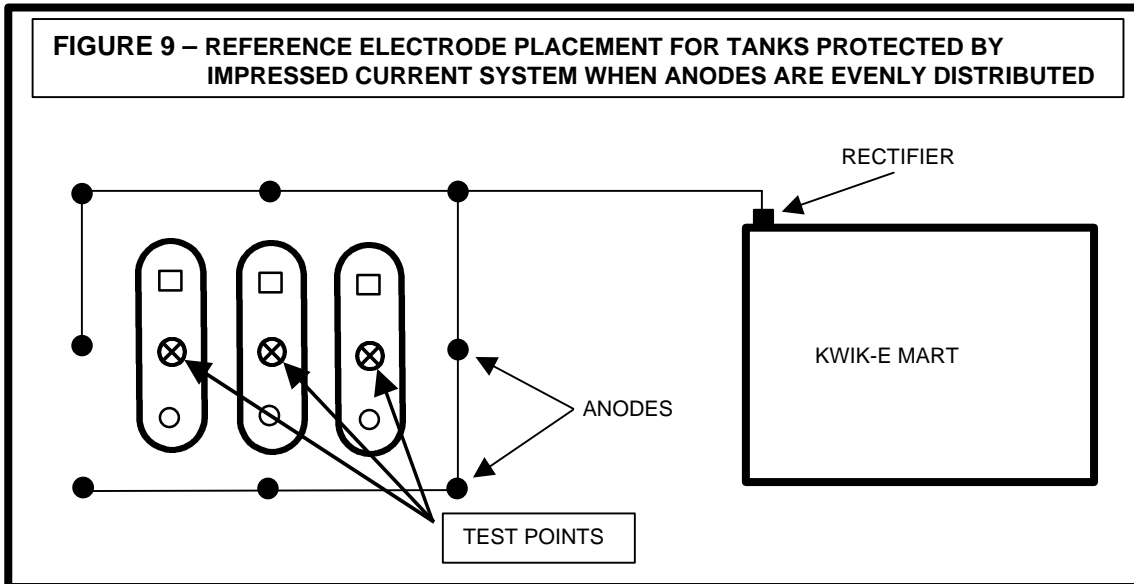 FIGURE 9 – REFERENCE ELECTRODE PLACEMENT FOR TANKS PROTECTED BY
IMPRESSED CURRENT SYSTEM WHEN ANODES ARE EVENLY DISTRIBUTED
RECTIFIER
KWIK-E MART
ANODES
TEST POINTS